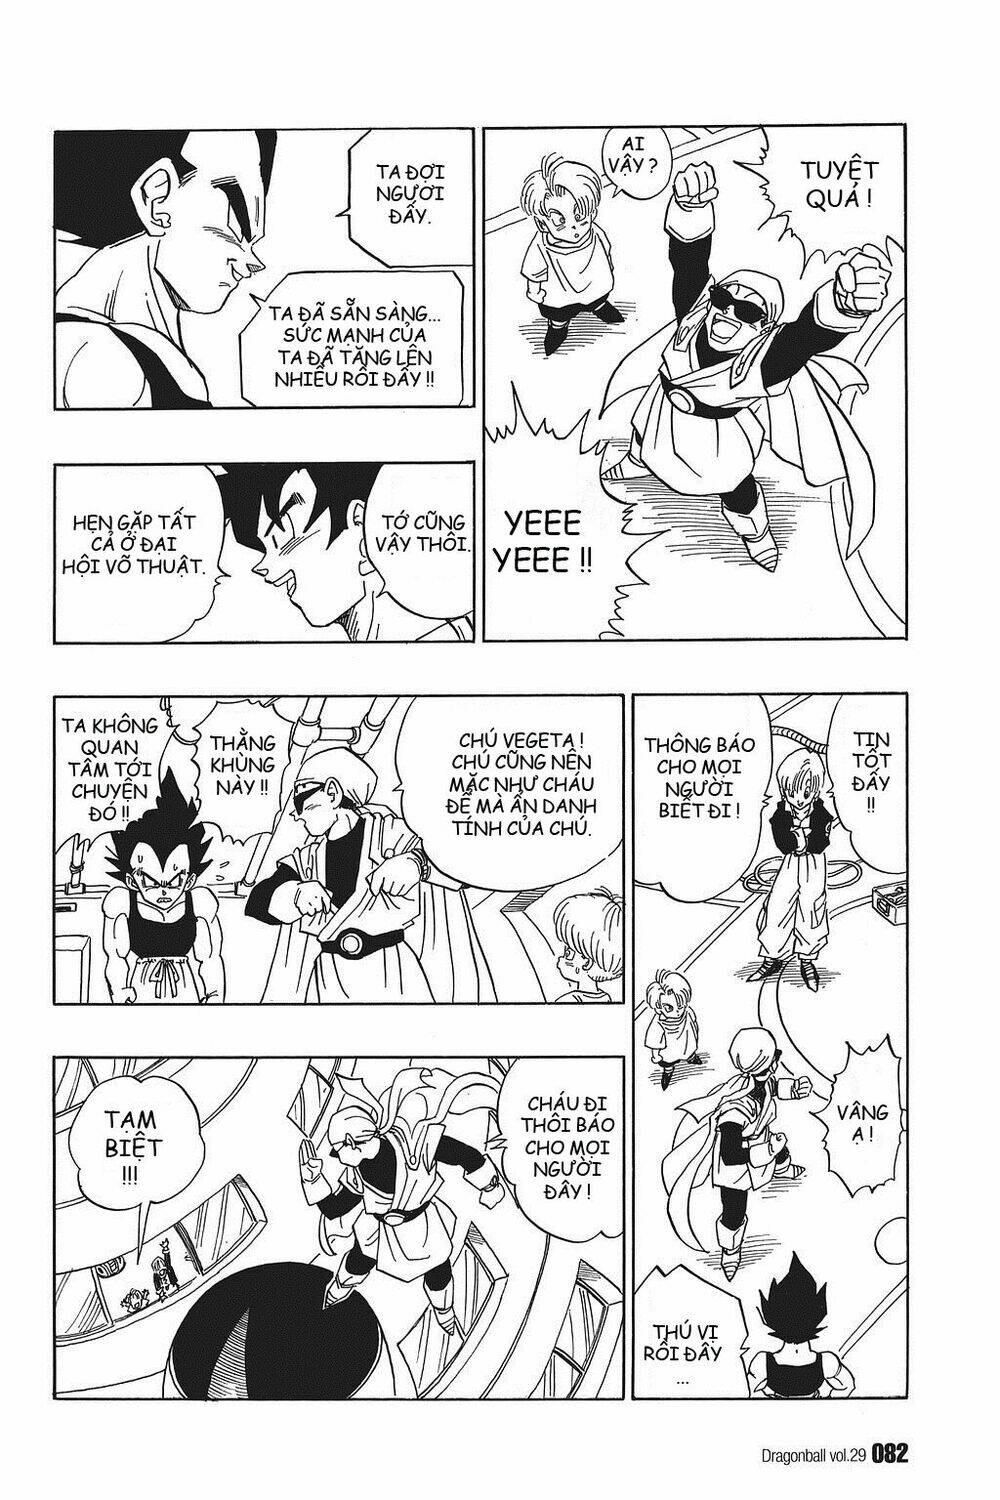 AI
VẬY ?
TUYỆT
QUÁ !
YEEE
YEEE !!
TA ĐỢI
NGƯỜI
ĐẤY.
TA ĐÃ SẴN SÀNG...
SỨC MẠNH CỦA
TA ĐÃ TĂNG LÊN
NHIỀU RỒI ĐẤY !!
TỚ CŨNG
VẬY THÔI.
HẸN GẶP TẤT
CẢ Ở ĐẠI
HỘI VÕ THUẬT.
TIN
TỐT
ĐẤY
!!
THÔNG BÁO
CHO MỌI
NGƯỜI
BIẾT ĐI !
VÂNG
Ạ !
THÚ VỊ
RỒI ĐÂY
...
CHÚ VEGETA !
CHÚ CŨNG NÊN
MẶC NHƯ CHÁU
ĐỂ MÀ ẨN DANH
TÍNH CỦA CHÚ.
THẰNG
KHÙNG
NÀY !!
TA KHÔNG
QUAN
TÂM TỚI
CHUYỆN
ĐÓ !!
CHÁU ĐI
THÔI BÁO
CHO MỌI
NGƯỜI
ĐÂY !
TẠM
BIỆT
!!!
Dragonball vol.29 082